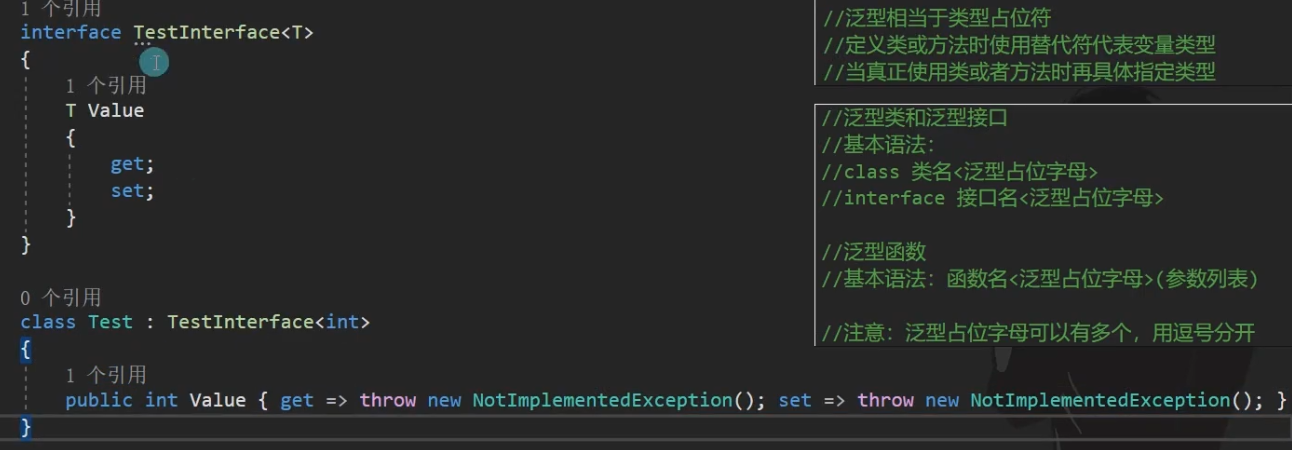 1 个引用
interface TestInterface<T>
{
1 个引用
T Value
{
get;
set;
}
}
0 个引用
class Test : TestInterface<int>
{
1 个引用
public int Value { get => throw new NotImplementedException(); set => throw new NotImplementedException(); }
}
//泛型相当于类型占位符
//定义类或方法时使用替代符代表变量类型
//当真正使用类或者方法时再具体指定类型
//泛型类和泛型接口
//基本语法：
//class 类名<泛型占位字母>
//interface 接口名<泛型占位字母>
//泛型函数
//基本语法：函数名<泛型占位字母>(参数列表)
//注意：泛型占位字母可以有多个，用逗号分开